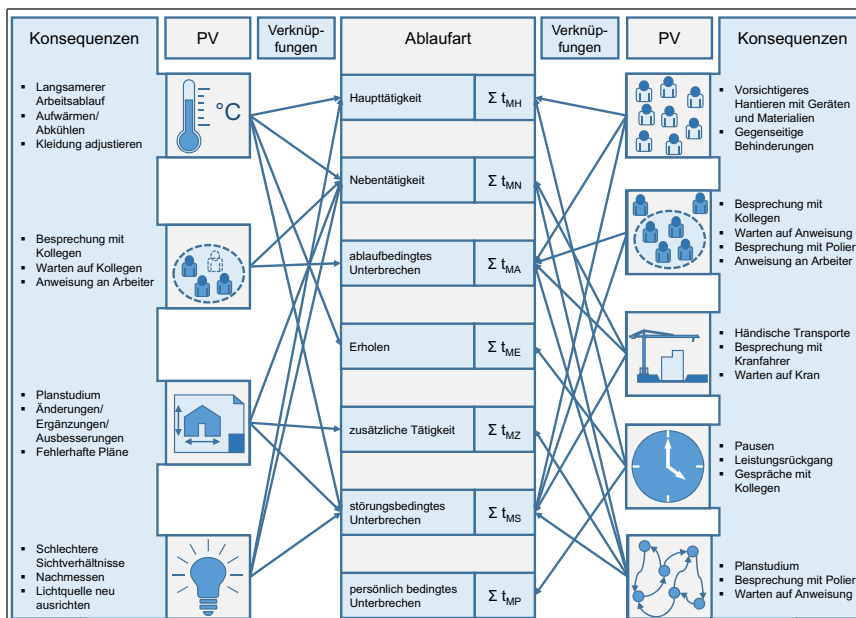 Konsequenzen
PV
Verknüp-
fungen
Ablaufart
Verknüp-
fungen
PV
Konsequenzen
▪ Langsamerer
Arbeitsablauf
▪ Aufwärmen/
Abkühlen
▪ Kleidung adjustieren
°C
▪ Besprechung mit
Kollegen
▪ Warten auf Kollegen
▪ Anweisung an Arbeiter
▪ Planstudium
▪ Änderungen/
Ergänzungen/
Ausbesserungen
▪ Fehlerhafte Pläne
▪ Schlechtere
Sichtverhältnisse
▪ Nachmessen
▪ Lichtquelle neu
ausrichten
Haupttätigkeit
Σ tMH
Nebentätigkeit
Σ tMN
ablaufbedingtes
Unterbrechen
Σ tMA
Erholen
Σ tME
zusätzliche Tätigkeit
Σ tMZ
störungsbedingtes
Unterbrechen
Σ tMS
persönlich bedingtes
Unterbrechen
Σ tMP
▪ Vorsichtigeres
Hantieren mit Geräten
und Materialien
▪ Gegenseitige
Behinderungen
▪ Besprechung mit
Kollegen
▪ Warten auf Anweisung
▪ Besprechung mit Polier
▪ Anweisung an Arbeiter
▪ Händische Transporte
▪ Besprechung mit
Kranfahrer
▪ Warten auf Kran
▪ Pausen
▪ Leistungsrückgang
▪ Gespräche mit
Kollegen
▪ Planstudium
▪ Besprechung mit Polier
▪ Warten auf Anweisung